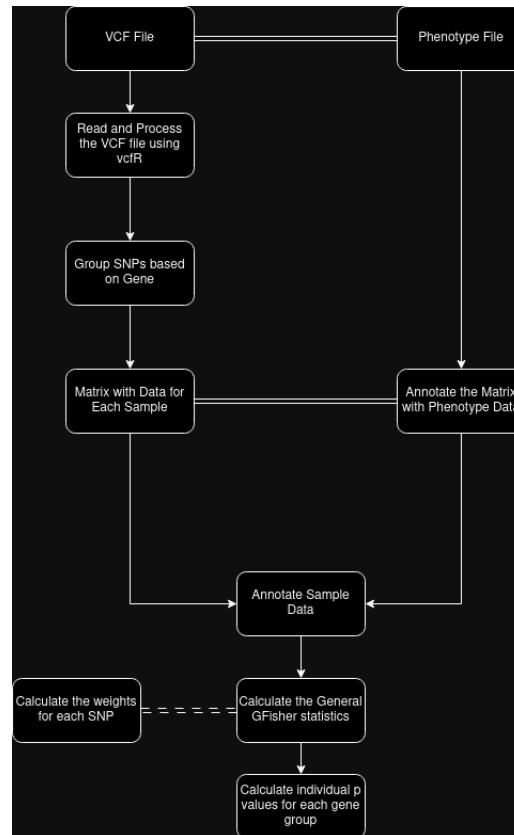 VCF File
Phenotype File
Read and Process
the VCF file using
vcfR
Group SNPs based
on Gene
Matrix with Data for
Each Sample
Annotate the Matrix
with Phenotype Data
Annotate Sample
Data
Calculate the weights
for each SNP
Calculate the General
GFisher statistics
Calculate individual p
values for each gene
group